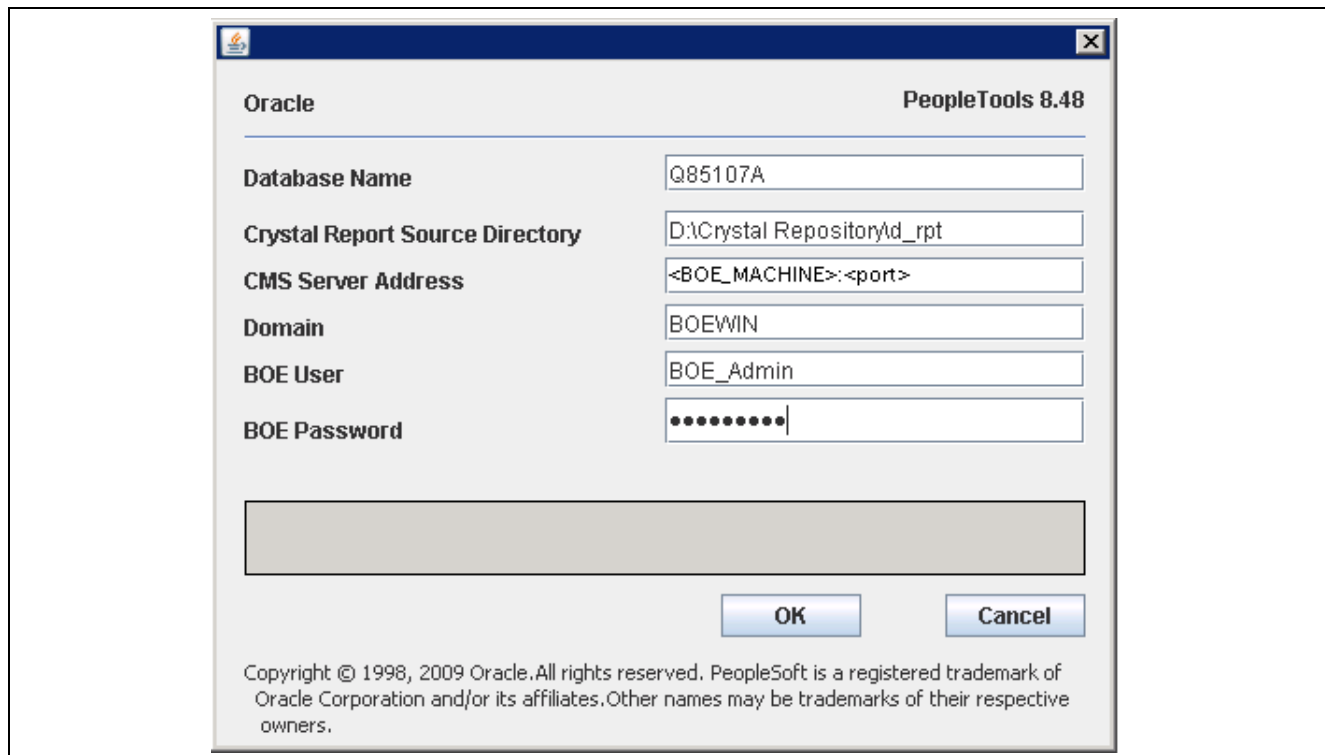 Oracle PeopleTools 8.48
Database Name Q85107A
Crystal Report Source Directory D:\Crystal Repository\d_rpt
CMS Server Address <BOE_MACHINE>:<port>
Domain BOEWIN
BOE User BOE_Admin
BOE Password •••••••••
OK Cancel
Copyright © 1998, 2009 Oracle.All rights reserved. PeopleSoft is a registered trademark of
Oracle Corporation and/or its affiliates.Other names may be trademarks of their respective
owners.